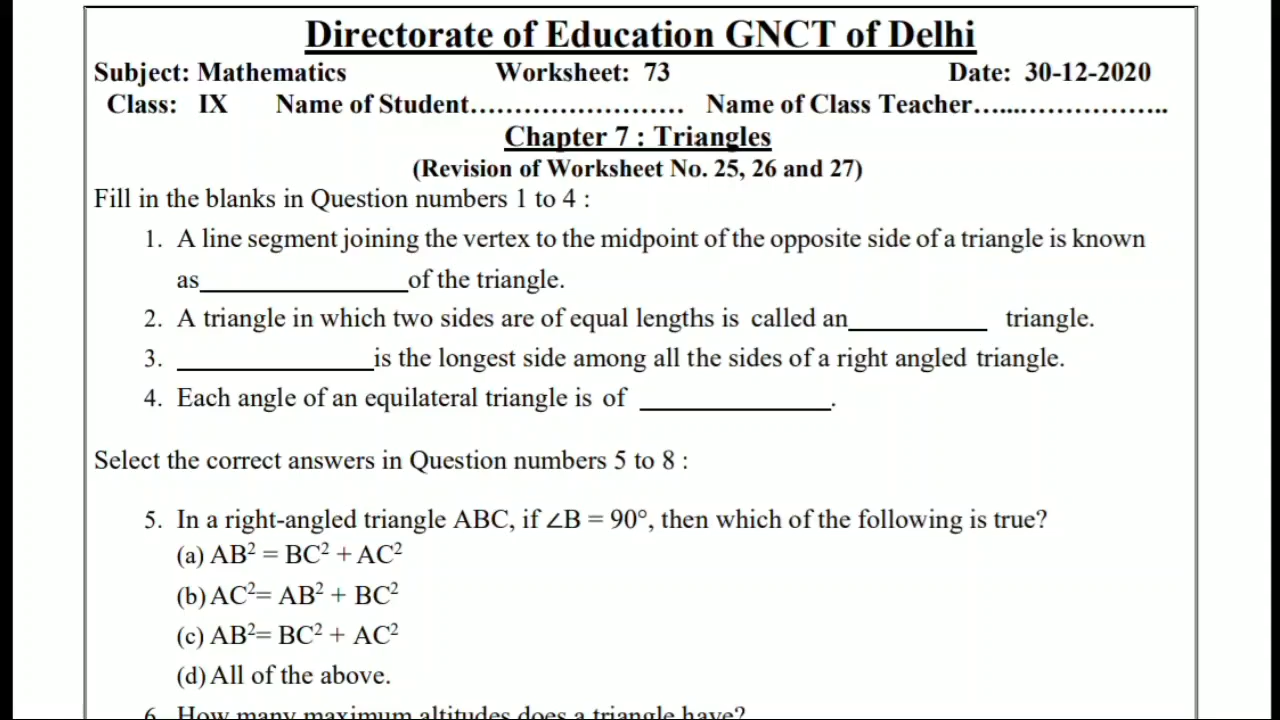 Directorate of Education GNCT of Delhi
Subject: Mathematics Worksheet: 73 Date: 30-12-2020
Class: IX Name of Student........................ Name of Class Teacher......................
Chapter 7 : Triangles
(Revision of Worksheet No. 25, 26 and 27)
Fill in the blanks in Question numbers 1 to 4 :
1. A line segment joining the vertex to the midpoint of the opposite side of a triangle is known
as_______________of the triangle.
2. A triangle in which two sides are of equal lengths is called an__________ triangle.
3. ______________is the longest side among all the sides of a right angled triangle.
4. Each angle of an equilateral triangle is of ______________.
Select the correct answers in Question numbers 5 to 8 :
5. In a right-angled triangle ABC, if ∠B = 90°, then which of the following is true?
(a) AB² = BC² + AC²
(b) AC²= AB² + BC²
(c) AB²= BC² + AC²
(d) All of the above.
6. How many maximum altitudes does a triangle have?